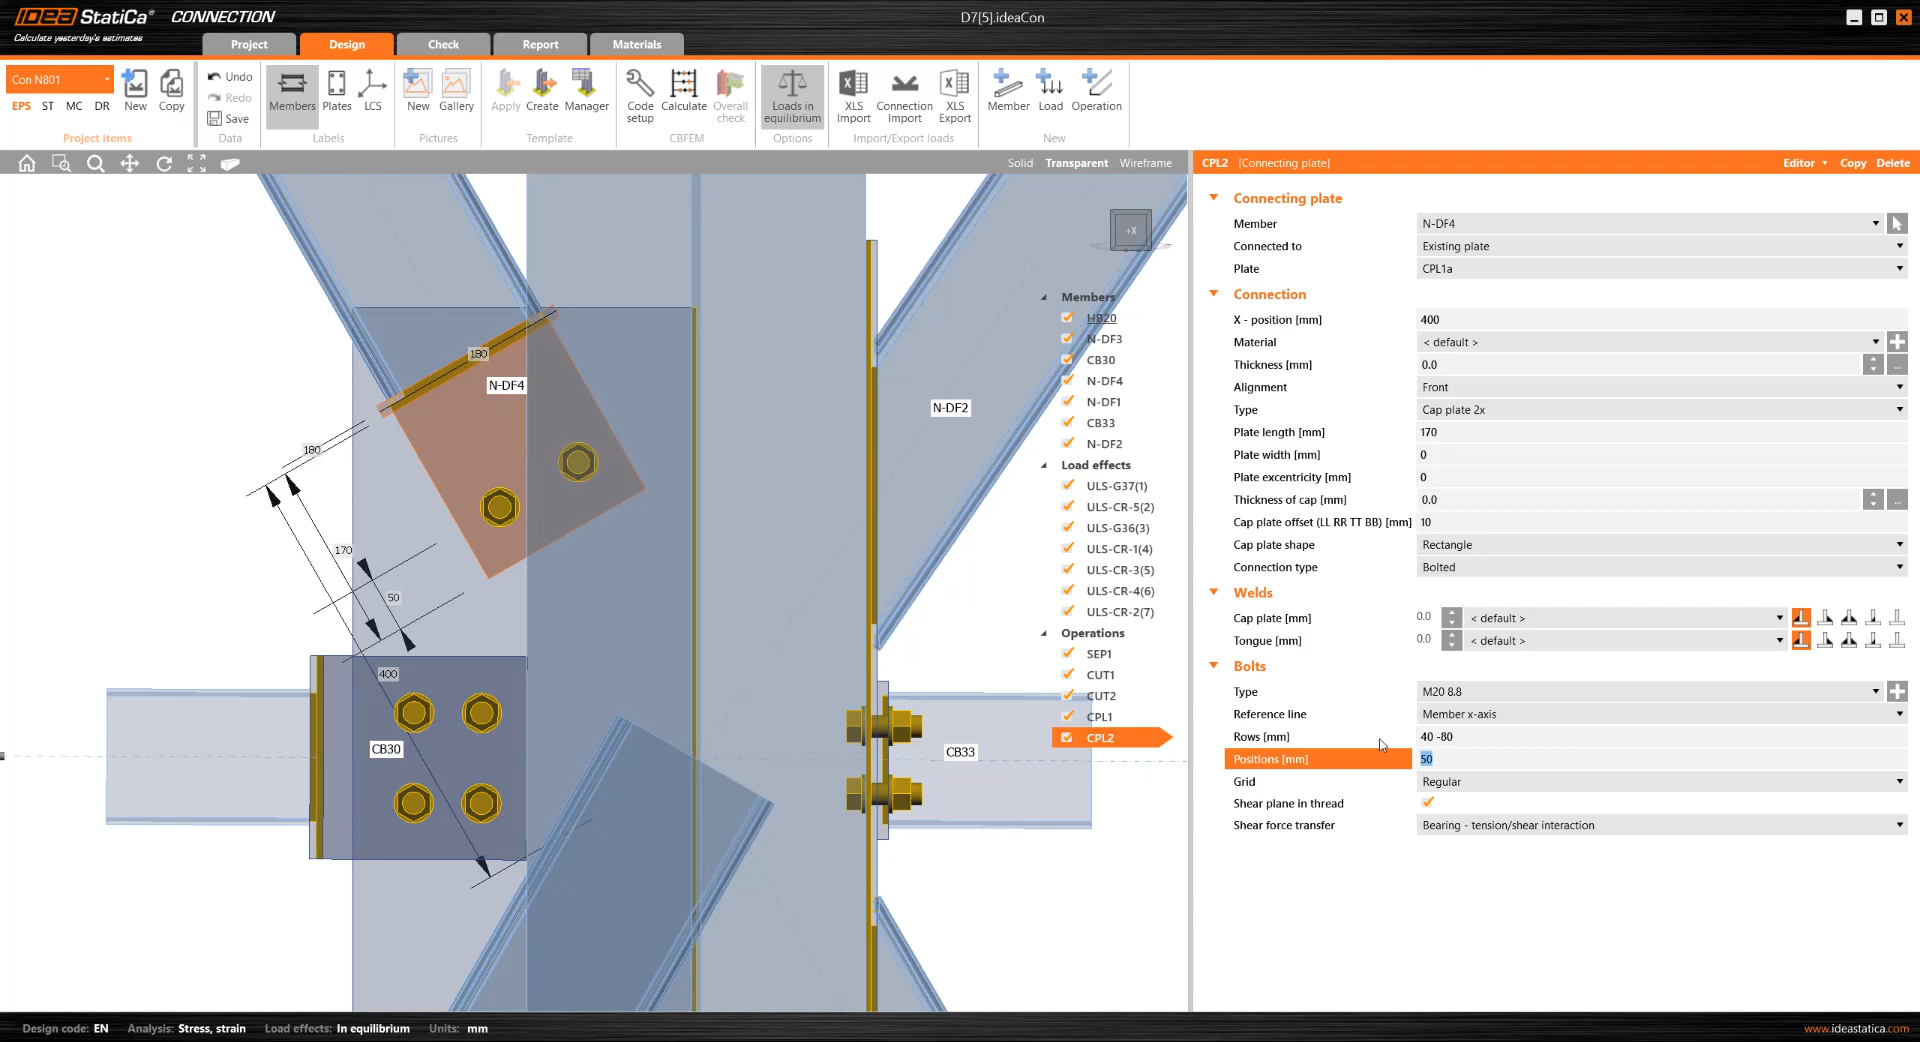 IDEA StatiCa® CONNECTION
Calculate yesterday's estimates
D7[5].ideaCon
Project Design Check Report Materials
Con N801
EPS ST MC DR
New
Copy
Undo
Redo
Save
Members
Plates
LCS
New
Gallery
Apply
Create
Manager
Code setup
Calculate
Overall check
Loads in equilibrium
XLS Import
Connection Import
XLS Export
Member
Load
Operation
Project items
Data
Labels
Pictures
Template
CBFEM
Options
Import/Export loads
New
Solid Transparent Wireframe
CPL2 [Connecting plate]
Editor Copy Delete
+X
180
N-DF4
180
170
50
400
CB30
N-DF2
CB33
Members
HB20
N-DF3
CB30
N-DF4
N-DF1
CB33
N-DF2
Load effects
ULS-G37(1)
ULS-CR-5(2)
ULS-G36(3)
ULS-CR-1(4)
ULS-CR-3(5)
ULS-CR-4(6)
ULS-CR-2(7)
Operations
SEP1
CUT1
CUT2
CPL1
CPL2
Connecting plate
Member N-DF4
Connected to Existing plate
Plate CPL1a
Connection
X - position [mm] 400
Material < default >
Thickness [mm] 0.0
Alignment Front
Type Cap plate 2x
Plate length [mm] 170
Plate width [mm] 0
Plate excentricity [mm] 0
Thickness of cap [mm] 0.0
Cap plate offset (LL RR TT BB) [mm] 10
Cap plate shape Rectangle
Connection type Bolted
Welds
Cap plate [mm] 0.0 < default >
Tongue [mm] 0.0 < default >
Bolts
Type M20 8.8
Reference line Member x-axis
Rows [mm] 40 -80
Positions [mm] 50
Grid Regular
Shear plane in thread
Shear force transfer Bearing - tension/shear interaction
Design code: EN Analysis: Stress, strain Load effects: In equilibrium Units: mm
www.ideastatica.com